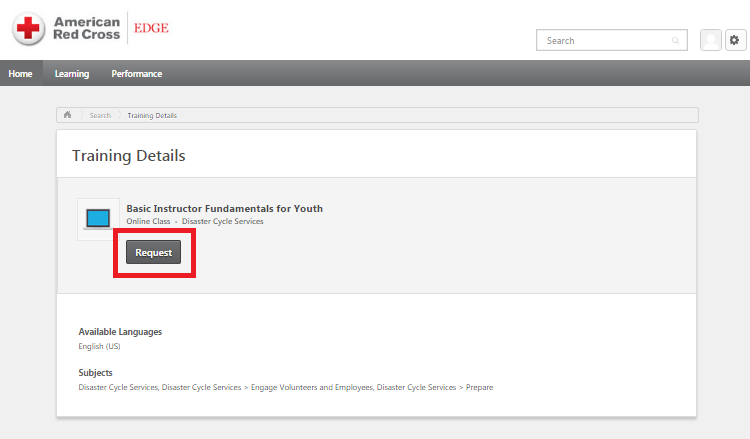 American
Red Cross
EDGE
Search
Home Learning Performance
Search Training Details
Training Details
Basic Instructor Fundamentals for Youth
Online Class • Disaster Cycle Services
Request
Available Languages
English (US)
Subjects
Disaster Cycle Services, Disaster Cycle Services > Engage Volunteers and Employees, Disaster Cycle Services > Prepare